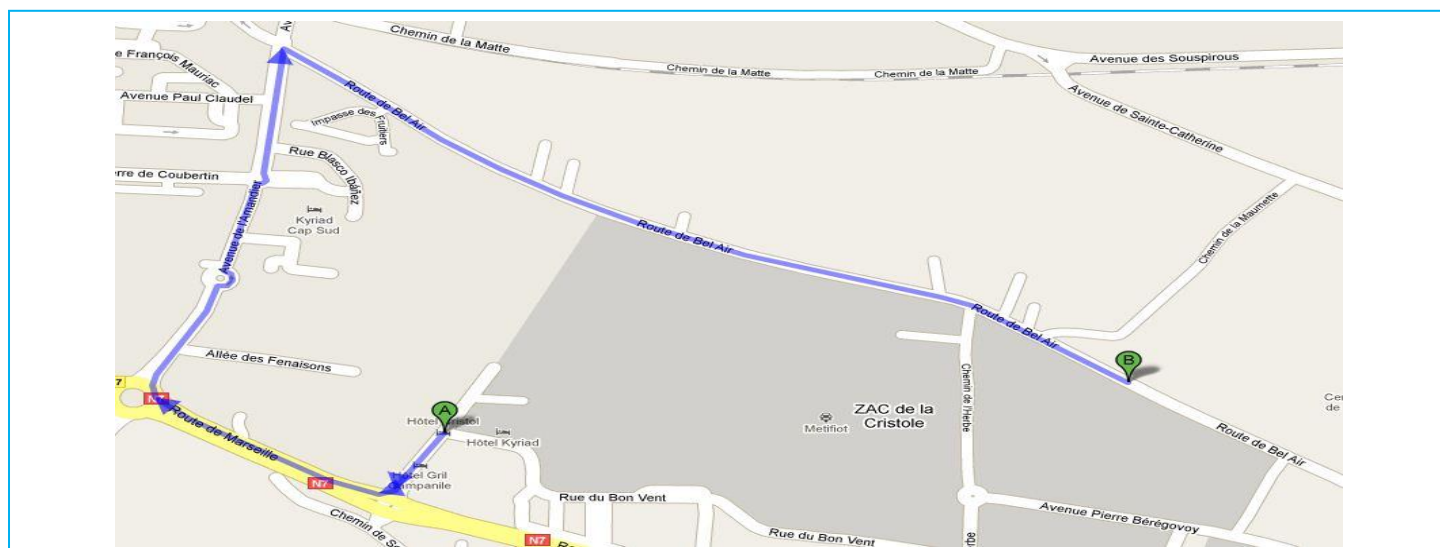 Chemin de la Matte
Chemin de la Matte
Chemin de la Matte
Avenue des Souspirous
François Mauriac
Avenue Paul Claudel
Route de Bel Air
Impasse des Fruitiers
Avenue de Sainte-Catherine
Rue Blasco Ibáñez
rre de Coubertin
Kyriad
Cap Sud
Avenue de l'Amandier
Route de Bel Air
Chemin de la Maumette
Route de Bel Air
Allée des Fenaisons
B
7
A
Chemin de l'Herbe
ZAC de la
Cristole
Metifiot
Route de Marseille
Hôtel Kyriad
Route de Bel Air
Hôtel Gril
Campanile
N7
Rue du Bon Vent
Avenue Pierre Bérégovoy
Rue du Bon Vent
N7